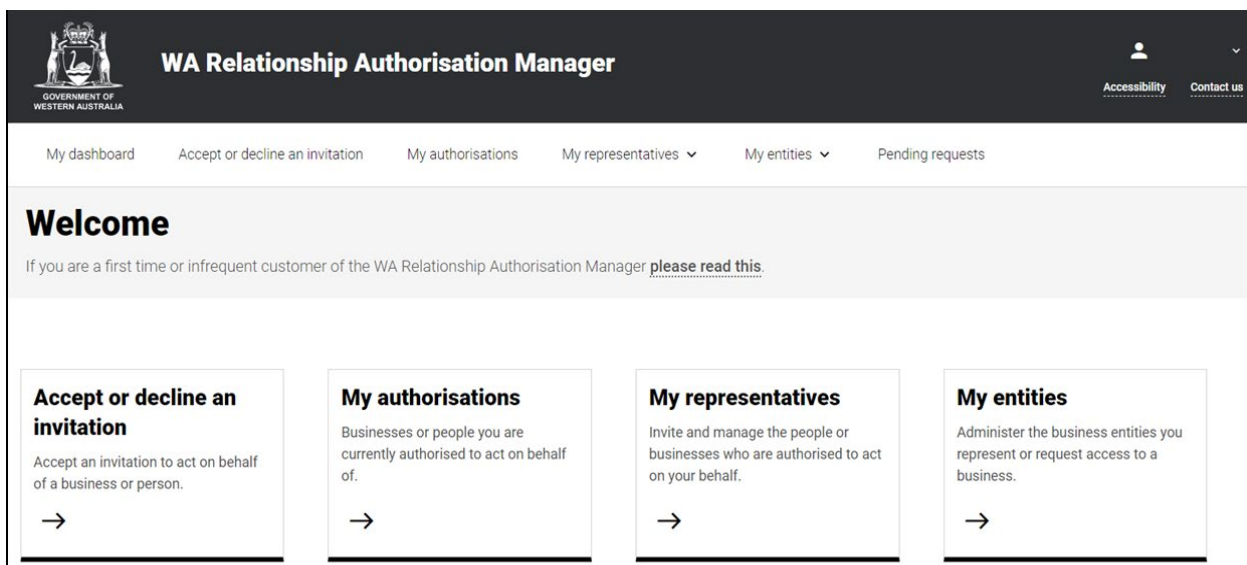 GOVERNMENT OF
WESTERN AUSTRALIA
WA Relationship Authorisation Manager
Accessibility
Contact us
My dashboard
Accept or decline an invitation
My authorisations
My representatives
My entities
Pending requests
Welcome
If you are a first time or infrequent customer of the WA Relationship Authorisation Manager please read this.
Accept or decline an
invitation
Accept an invitation to act on behalf
of a business or person.
My authorisations
Businesses or people you are
currently authorised to act on behalf
of.
My representatives
Invite and manage the people or
businesses who are authorised to act
on your behalf.
My entities
Administer the business entities you
represent or request access to a
business.